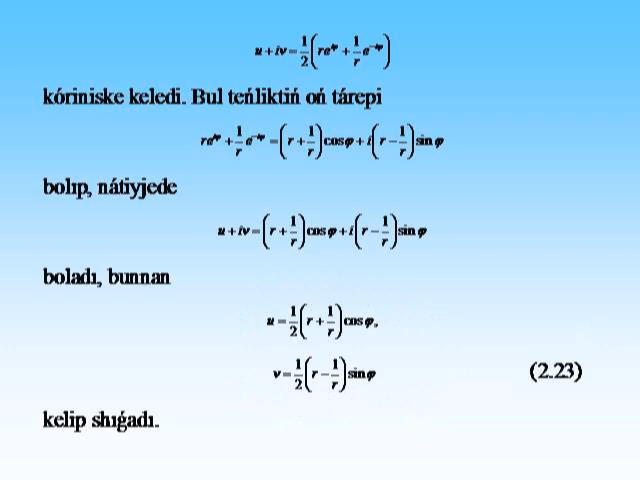 u + iv = 1/2 (re^{iφ} + 1/r e^{-iφ})
kóriniske keledi. Bul teńliktiń oń tárepi
re^{iφ} + 1/r e^{-iφ} = (r + 1/r) cos φ + i(r − 1/r) sin φ
bolıp, nátiyjede
u + iv = (r + 1/r) cos φ + i(r − 1/r) sin φ
boladı, bunnan
u = 1/2 (r + 1/r) cos φ,
v = 1/2 (r − 1/r) sin φ (2.23)
kelip shıǵadı.